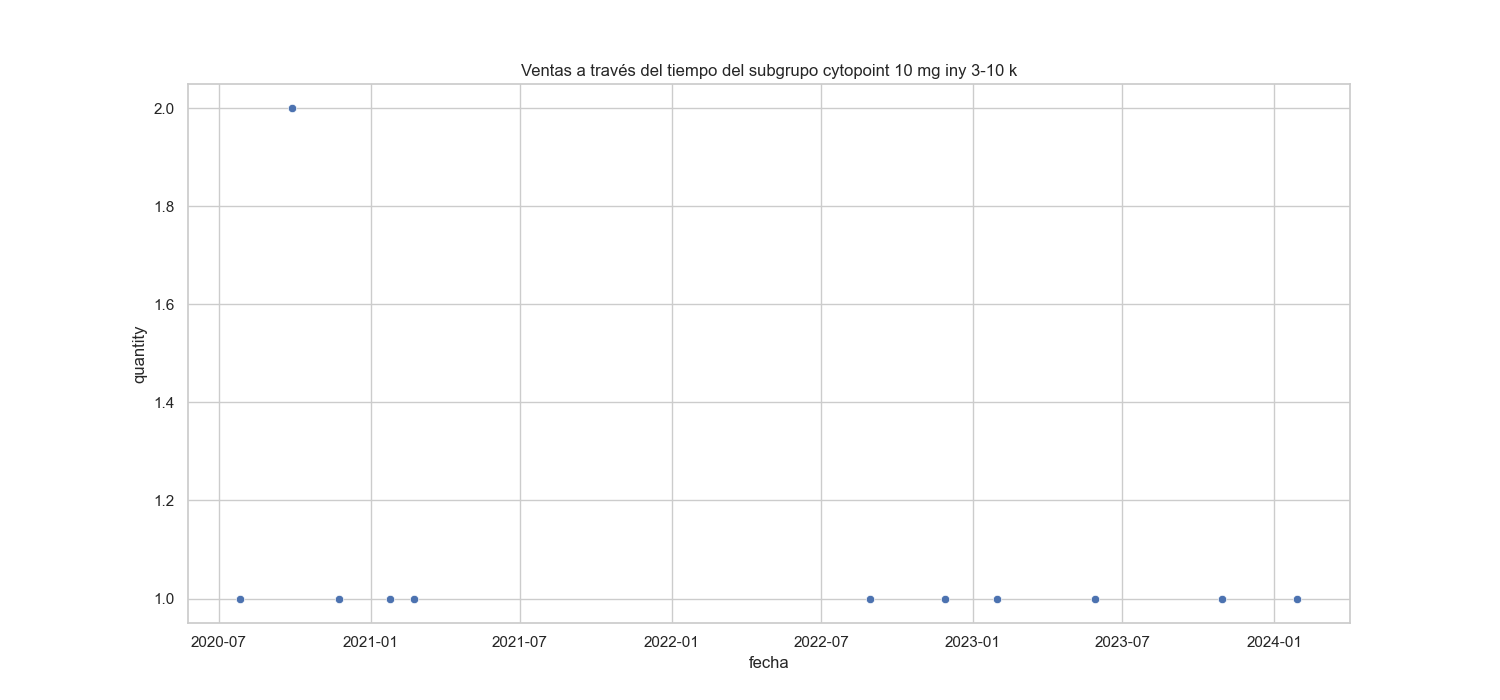 Ventas a través del tiempo del subgrupo cytopoint 10 mg iny 3-10 k
2.0
1.8
1.6
1.4
1.2
1.0
quantity
2020-07 2021-01 2021-07 2022-01 2022-07 2023-01 2023-07 2024-01
fecha